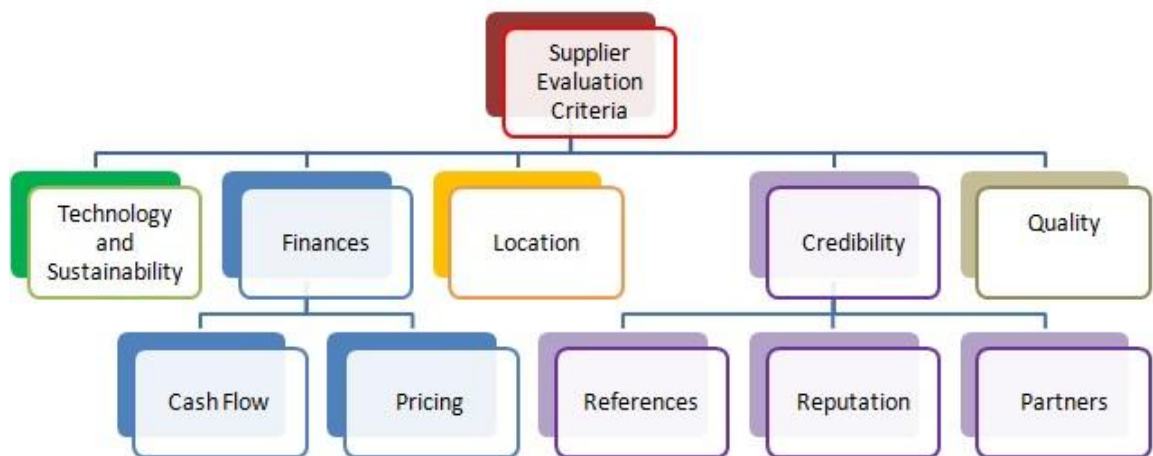 Supplier
Evaluation
Criteria
Technology
and
Sustainability
Finances
Location
Credibility
Quality
Cash Flow
Pricing
References
Reputation
Partners